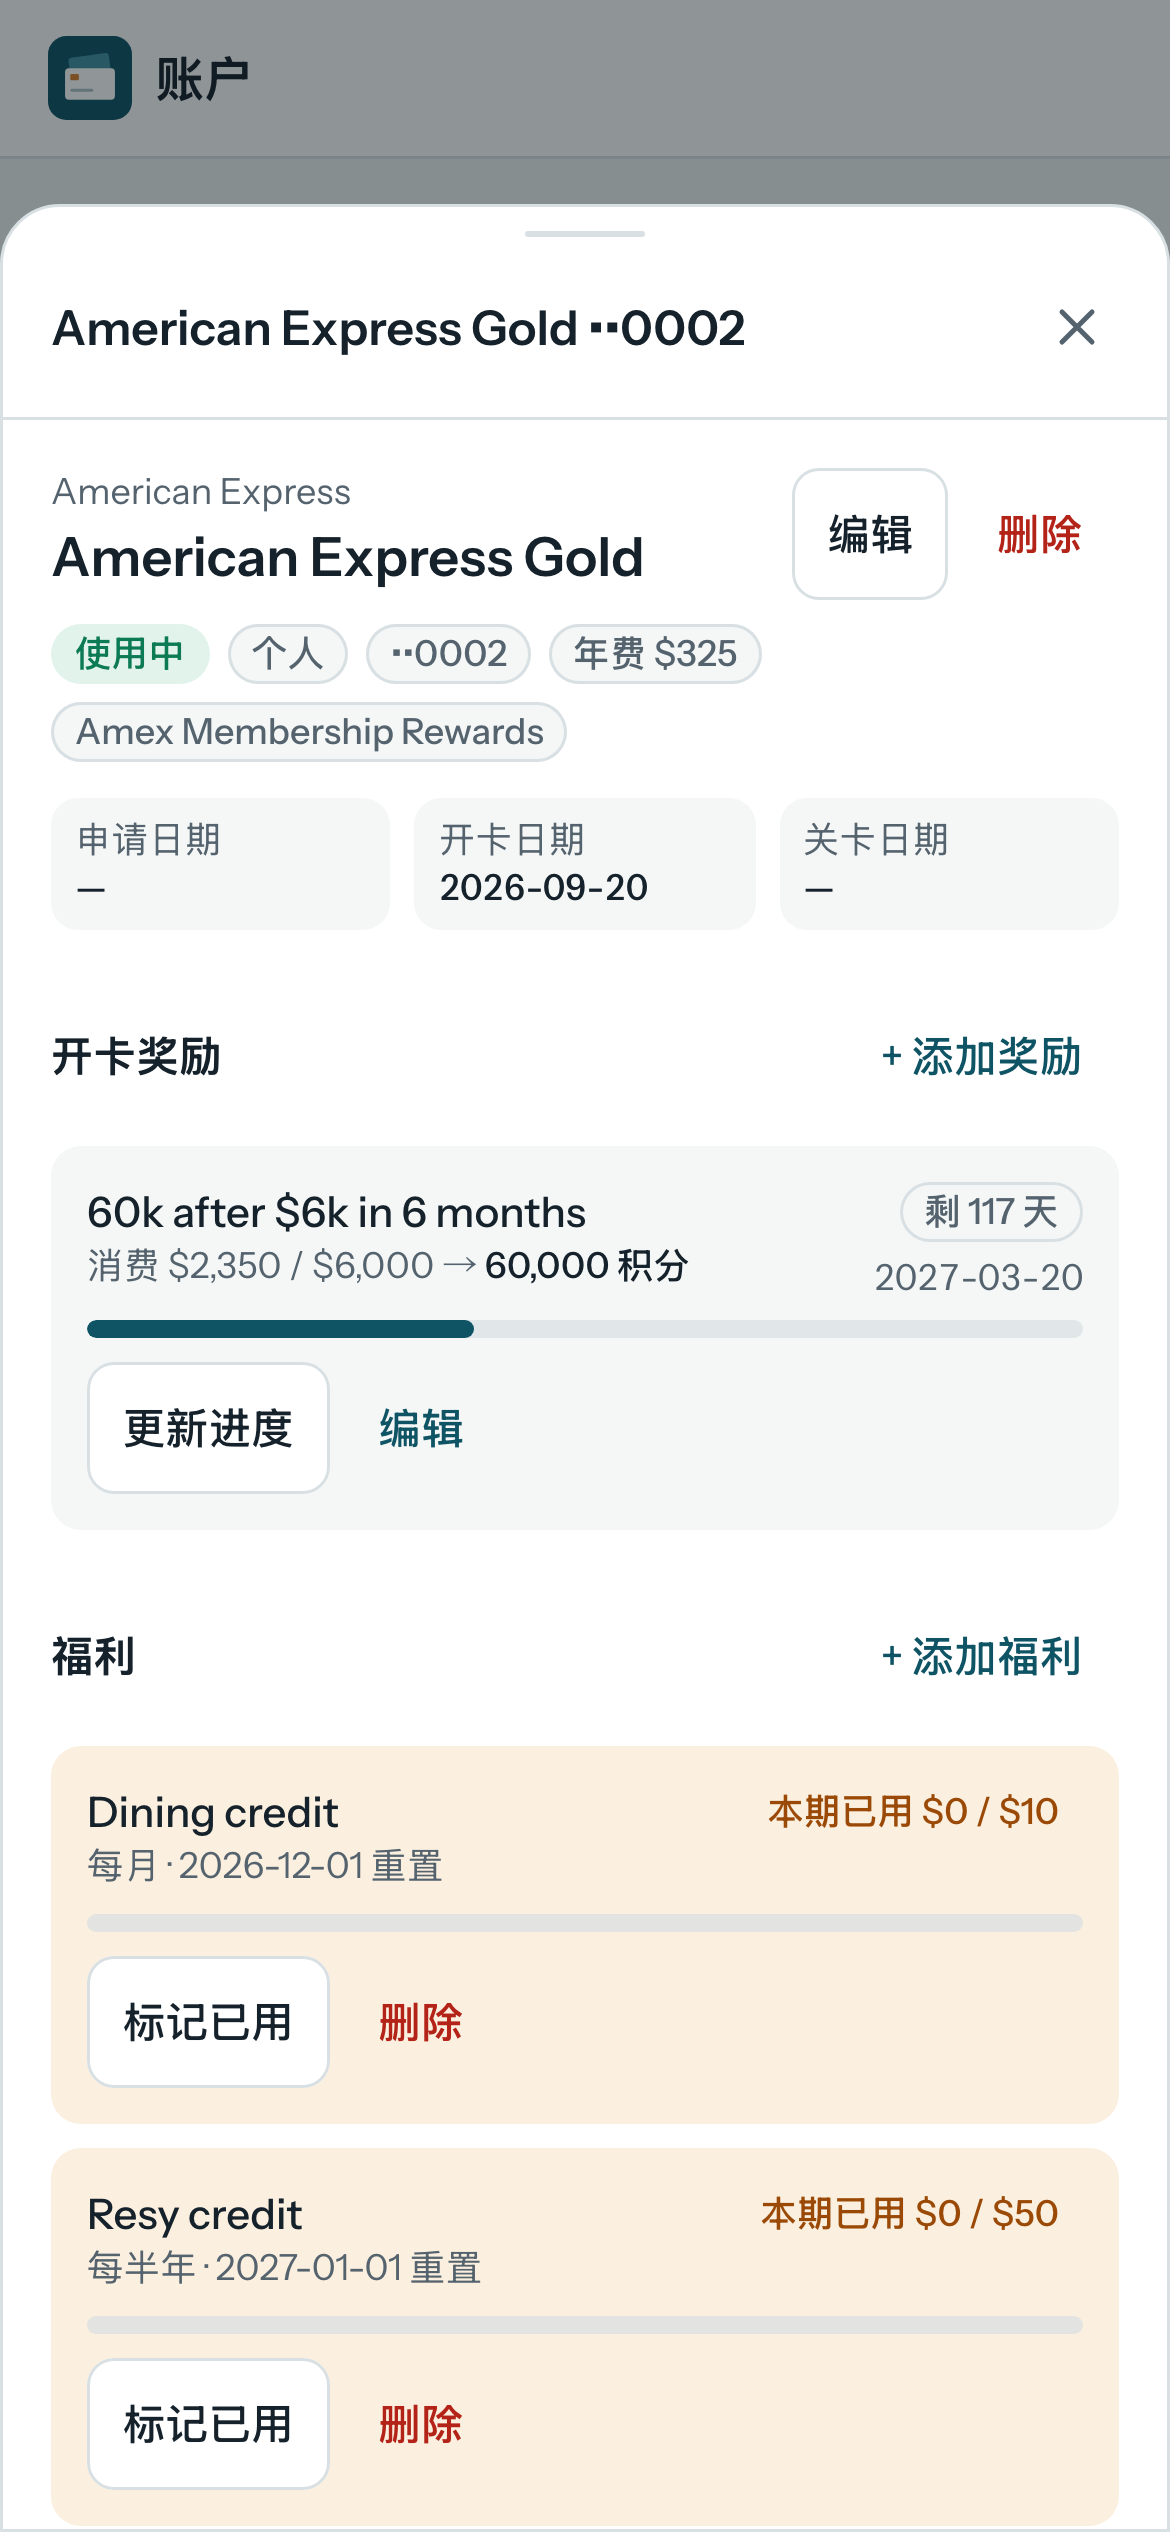 账户
American Express Gold ··0002
American Express
American Express Gold
编辑
删除
使用中
个人
··0002
年费 $325
Amex Membership Rewards
申请日期
—
开卡日期
2026-09-20
关卡日期
—
开卡奖励
+ 添加奖励
60k after $6k in 6 months
剩 117 天
消费 $2,350 / $6,000 → 60,000 积分
2027-03-20
更新进度
编辑
福利
+ 添加福利
Dining credit
本期已用 $0 / $10
每月 · 2026-12-01 重置
标记已用
删除
Resy credit
本期已用 $0 / $50
每半年 · 2027-01-01 重置
标记已用
删除